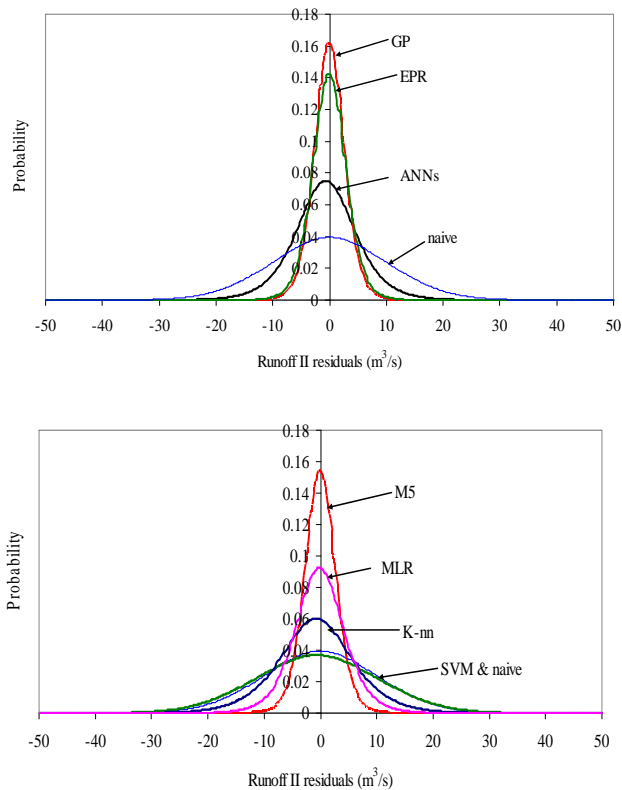 0.18
0.16
0.14
0.12
0.1
0.08
0.06
0.04
0.02
0
GP
EPR
ANNs
naive
Probability
-50 -40 -30 -20 -10 0 10 20 30 40 50
Runoff II residuals (m³/s)
0.18
0.16
0.14
0.12
0.1
0.08
0.06
0.04
0.02
0
M5
MLR
K-nn
SVM & naive
Probability
-50 -40 -30 -20 -10 0 10 20 30 40 50
Runoff II residuals (m³/s)